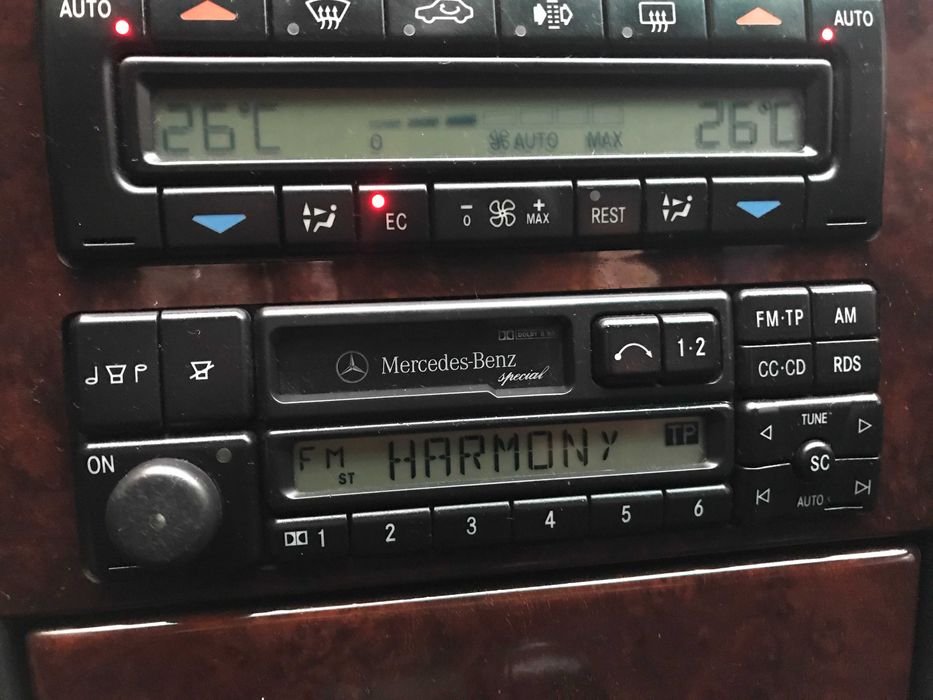 AUTO AUTO
26°C 26°C
0 AUTO MAX
EC - 0 + MAX REST
FM·TP AM
Mercedes-Benz 1·2
special
CC·CD RDS
TUNE
ON FM ST HARMONY TP SC
AUTO
1 2 3 4 5 6